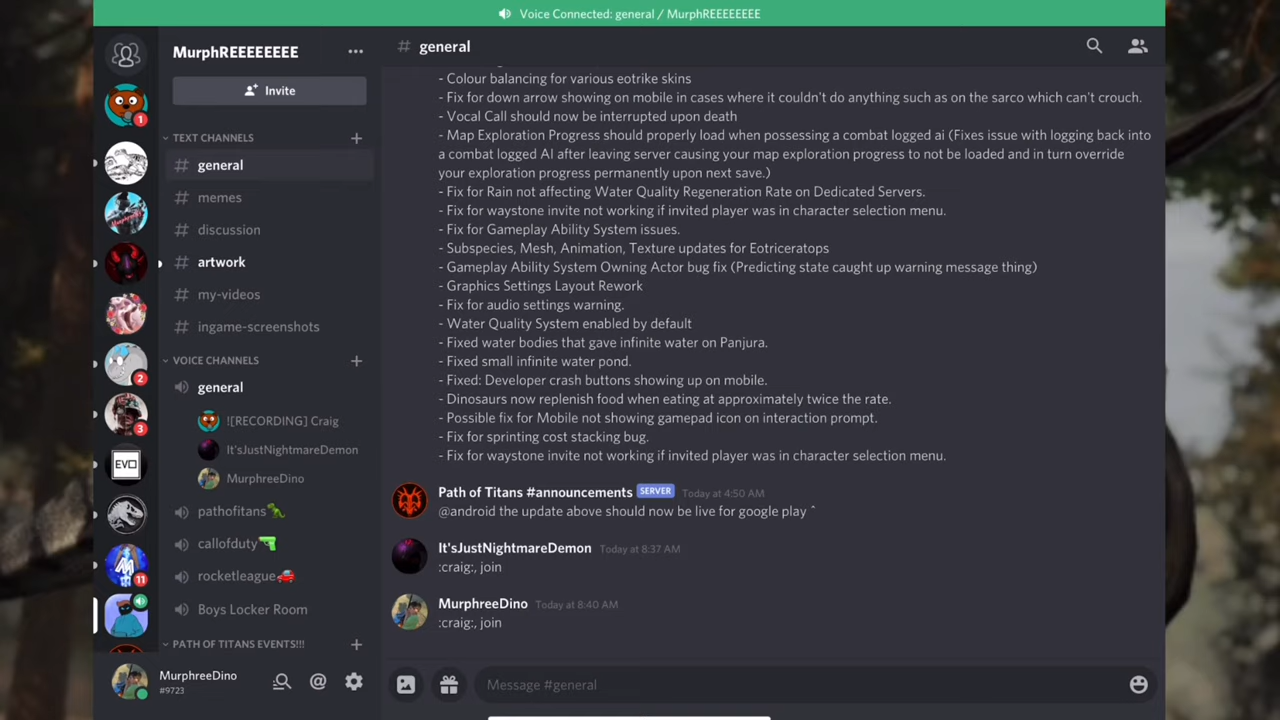 Voice Connected: general / MurphREEEEEEEE
MurphREEEEEEEE
Invite
TEXT CHANNELS
general
memes
discussion
artwork
my-videos
ingame-screenshots
VOICE CHANNELS
general
![RECORDING] Craig
It'sJustNightmareDemon
MurphreeDino
pathofitans🦖
callofduty🔫
rocketleague🚗
Boys Locker Room
PATH OF TITANS EVENTS!!!
MurphreeDino
#9723
1
2
3
EVO
11
# general
- Colour balancing for various eotrike skins
- Fix for down arrow showing on mobile in cases where it couldn't do anything such as on the sarco which can't crouch.
- Vocal Call should now be interrupted upon death
- Map Exploration Progress should properly load when possessing a combat logged ai (Fixes issue with logging back into
a combat logged AI after leaving server causing your map exploration progress to not be loaded and in turn override
your exploration progress permanently upon next save.)
- Fix for Rain not affecting Water Quality Regeneration Rate on Dedicated Servers.
- Fix for waystone invite not working if invited player was in character selection menu.
- Fix for Gameplay Ability System issues.
- Subspecies, Mesh, Animation, Texture updates for Eotriceratops
- Gameplay Ability System Owning Actor bug fix (Predicting state caught up warning message thing)
- Graphics Settings Layout Rework
- Fix for audio settings warning.
- Water Quality System enabled by default
- Fixed water bodies that gave infinite water on Panjura.
- Fixed small infinite water pond.
- Fixed: Developer crash buttons showing up on mobile.
- Dinosaurs now replenish food when eating at approximately twice the rate.
- Possible fix for Mobile not showing gamepad icon on interaction prompt.
- Fix for sprinting cost stacking bug.
- Fix for waystone invite not working if invited player was in character selection menu.
Path of Titans #announcements SERVER Today at 4:50 AM
@android the update above should now be live for google play ^
It'sJustNightmareDemon Today at 8:37 AM
:craig:, join
MurphreeDino Today at 8:40 AM
:craig:, join
Message #general